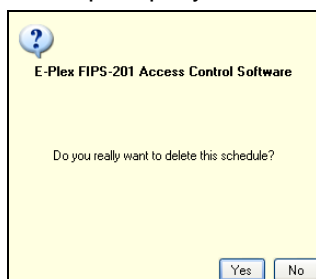 ?
E-Plex FIPS-201 Access Control Software
Do you really want to delete this schedule?
Yes No